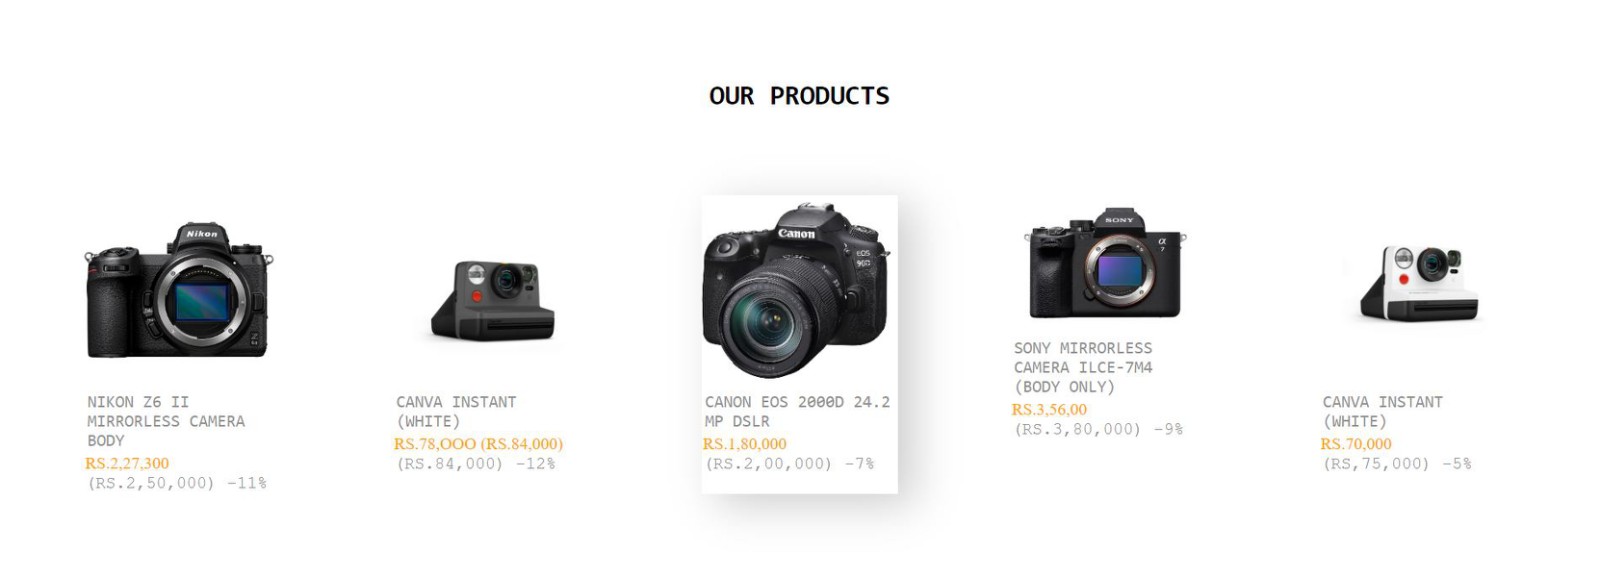 OUR PRODUCTS
Nikon
NIKON Z6 II
MIRRORLESS CAMERA
BODY
RS.2,27,300
(RS.2,50,000) -11%
CANVA INSTANT
(WHITE)
RS.78,OOO (RS.84,000)
(RS.84,000) -12%
Canon
EOS
90D
CANON EOS 2000D 24.2
MP DSLR
RS.1,80,000
(RS.2,00,000) -7%
SONY
α
7
SONY MIRRORLESS
CAMERA ILCE-7M4
(BODY ONLY)
RS.3,56,00
(RS.3,80,000) -9%
CANVA INSTANT
(WHITE)
RS.70,000
(RS,75,000) -5%